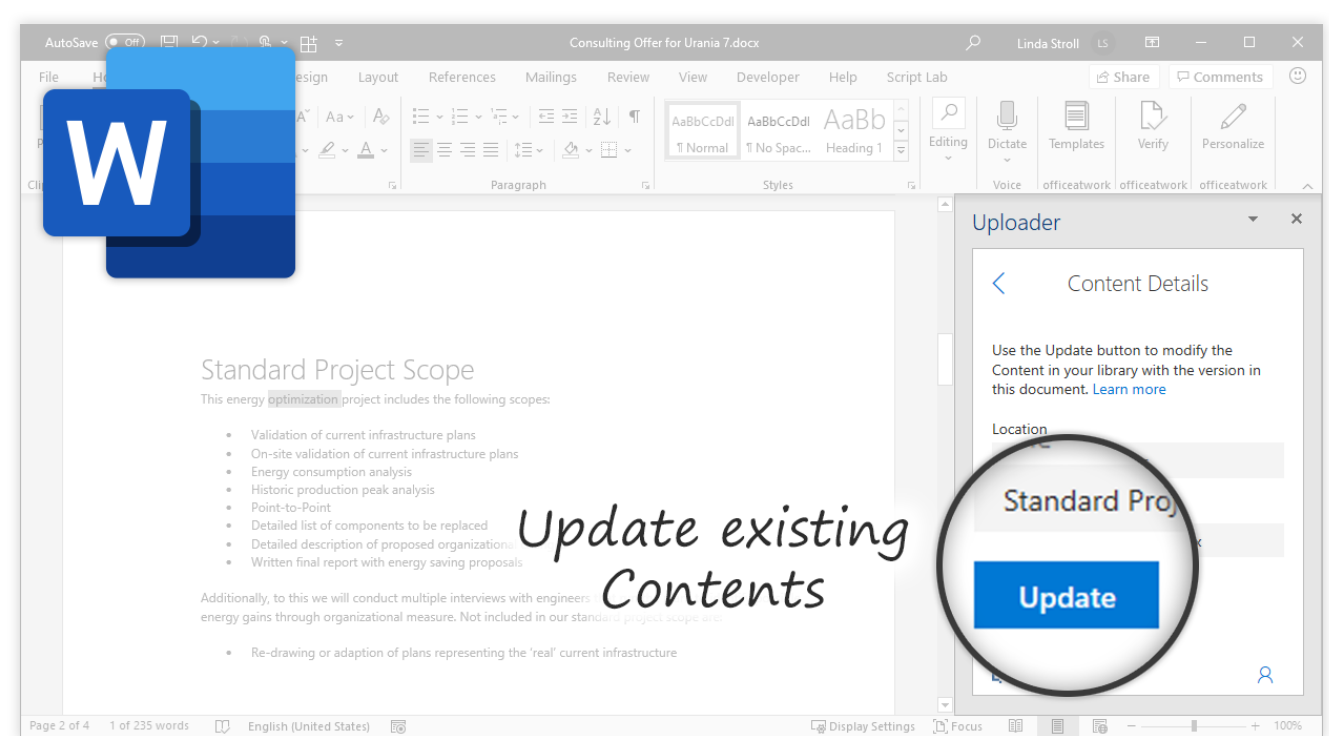 AutoSave Off Consulting Offer for Urania 7.docx Linda Stroll LS
File Design Layout References Mailings Review View Developer Help Script Lab Share Comments
W
Aa A
AaBbCcDdI AaBbCcDdI AaBb
¶ Normal ¶ No Spac... Heading 1
Editing Dictate Templates Verify Personalize
Paragraph Styles Voice officeatwork officeatwork officeatwork
Uploader
Content Details
Use the Update button to modify the
Content in your library with the version in
this document. Learn more
Location
Standard Proj
Update
Standard Project Scope
This energy optimization project includes the following scopes:
• Validation of current infrastructure plans
• On-site validation of current infrastructure plans
• Energy consumption analysis
• Historic production peak analysis
• Point-to-Point
• Detailed list of components to be replaced
• Detailed description of proposed organizational
• Written final report with energy saving proposals
Additionally, to this we will conduct multiple interviews with engineers
energy gains through organizational measure. Not included in our standard project scope are:
• Re-drawing or adaption of plans representing the 'real' current infrastructure
Update existing
Contents
Page 2 of 4 1 of 235 words English (United States) Display Settings Focus 100%